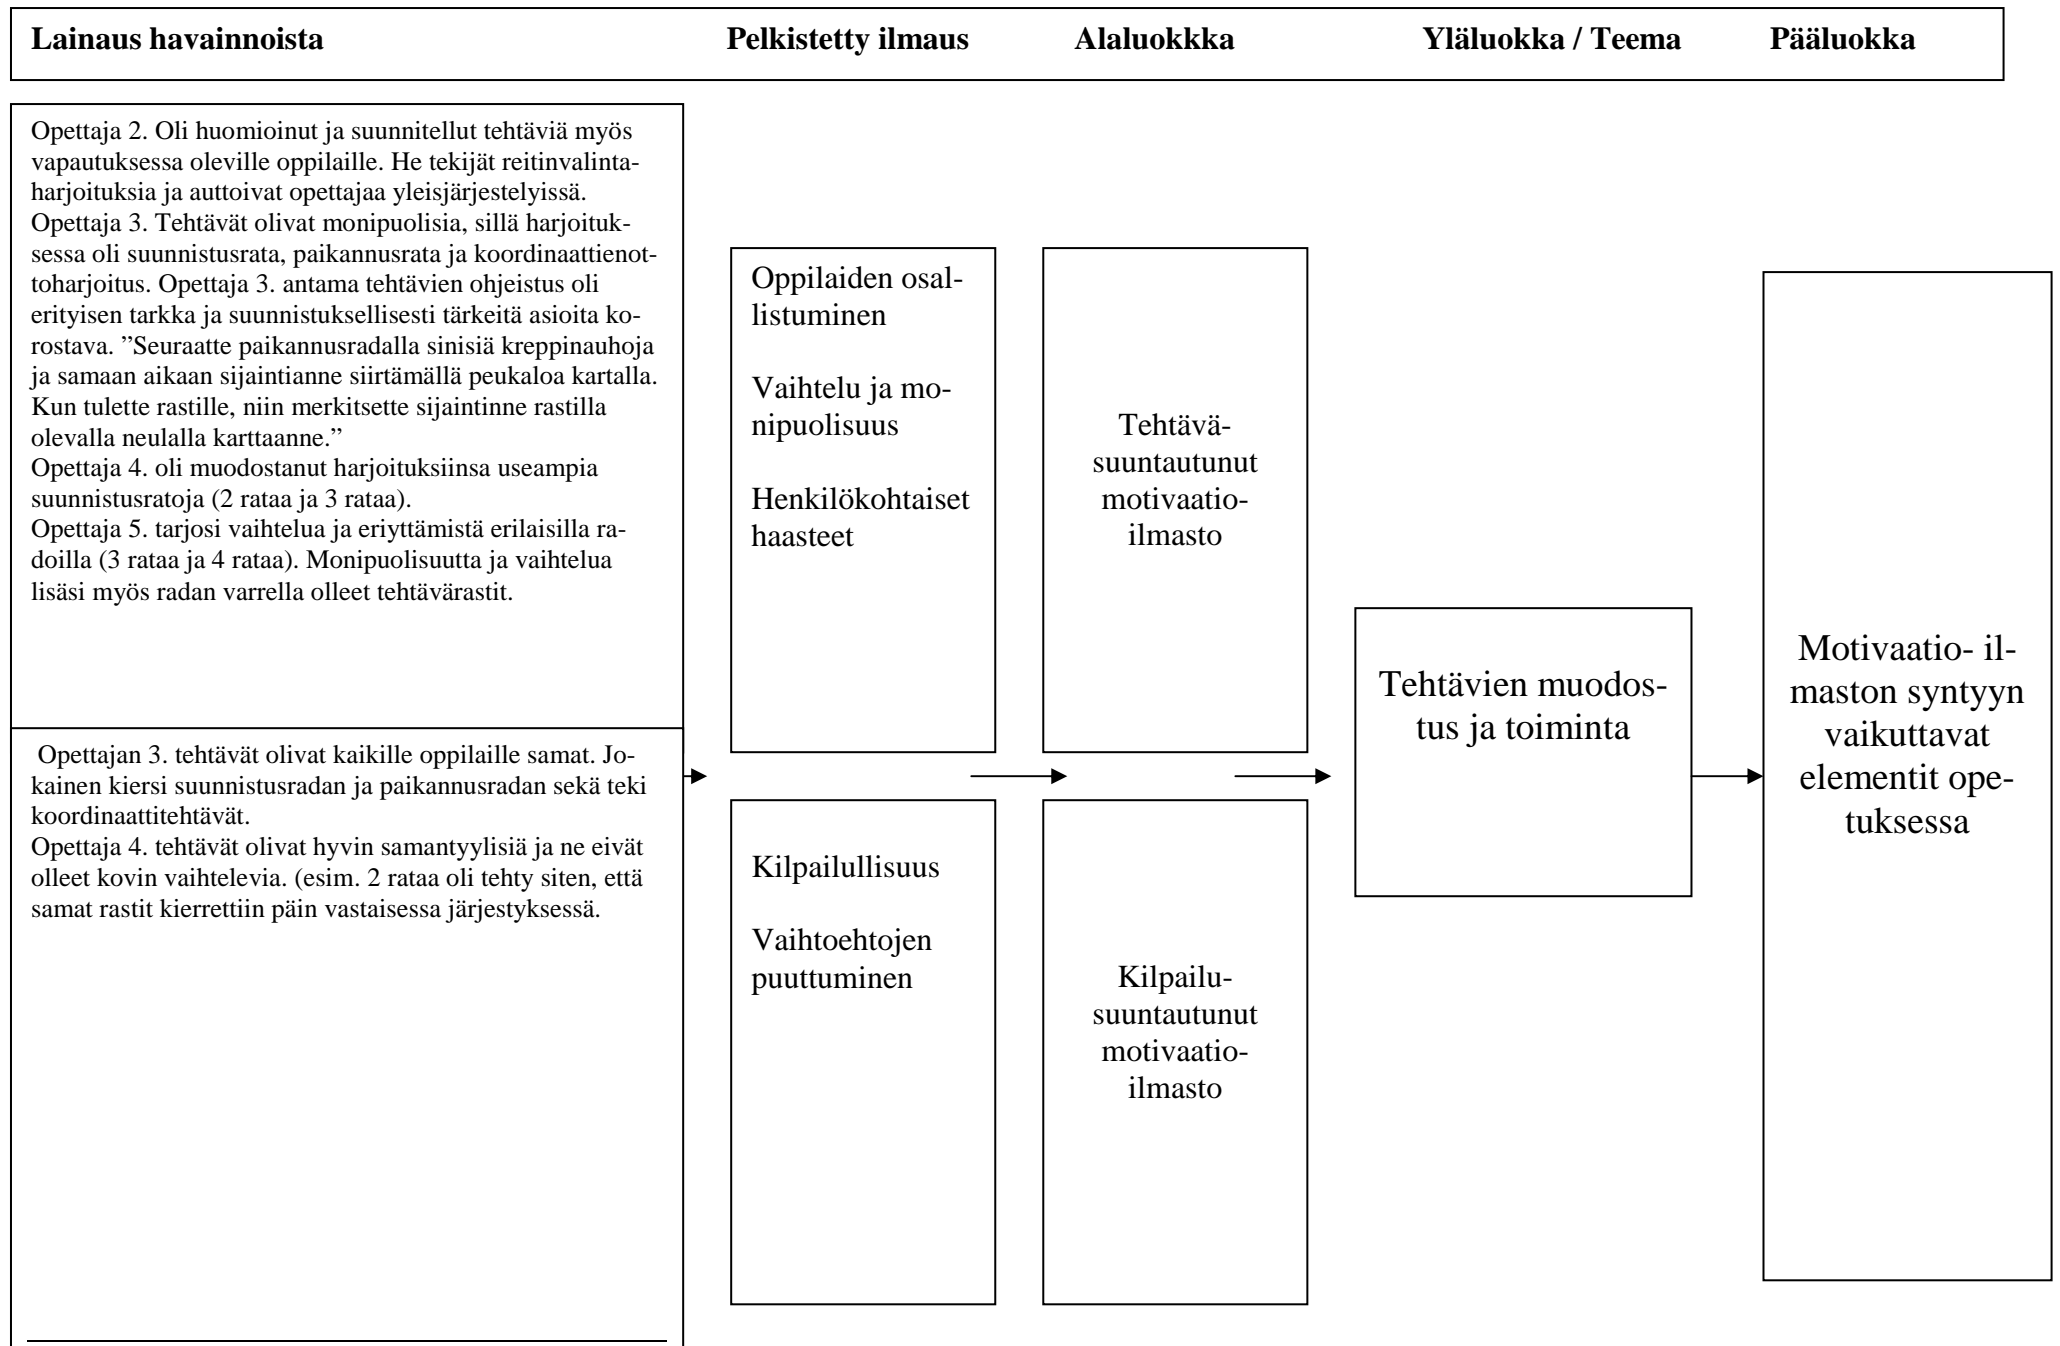 Lainaus havainnoista Pelkistetty ilmaus Alaluokkka Yläluokka / Teema Pääluokka
Opettaja 2. Oli huomioinut ja suunnitellut tehtäviä myös
vapautuksessa oleville oppilaille. He tekijät reitinvalinta-
harjoituksia ja auttoivat opettajaa yleisjärjestelyissä.
Opettaja 3. Tehtävät olivat monipuolisia, sillä harjoituk-
sessa oli suunnistusrata, paikannusrata ja koordinaattienot-
toharjoitus. Opettaja 3. antama tehtävien ohjeistus oli
erityisen tarkka ja suunnistuksellisesti tärkeitä asioita ko-
rostava. ”Seuraatte paikannusradalla sinisiä kreppinauhoja
ja samaan aikaan sijaintianne siirtämällä peukaloa kartalla.
Kun tulette rastille, niin merkitsette sijaintinne rastilla
olevalla neulalla karttaanne.”
Opettaja 4. oli muodostanut harjoituksiinsa useampia
suunnistusratoja (2 rataa ja 3 rataa).
Opettaja 5. tarjosi vaihtelua ja eriyttämistä erilaisilla ra-
doilla (3 rataa ja 4 rataa). Monipuolisuutta ja vaihtelua
lisäsi myös radan varrella olleet tehtävärastit.
Opettajan 3. tehtävät olivat kaikille oppilaille samat. Jo-
kainen kiersi suunnistusradan ja paikannusradan sekä teki
koordinaattitehtävät.
Opettaja 4. tehtävät olivat hyvin samantyylisiä ja ne eivät
olleet kovin vaihtelevia. (esim. 2 rataa oli tehty siten, että
samat rastit kierrettiin päin vastaisessa järjestyksessä.
Oppilaiden osal-
listuminen
Vaihtelu ja mo-
nipuolisuus
Henkilökohtaiset
haasteet
Kilpailullisuus
Vaihtoehtojen
puuttuminen
Tehtävä-
suuntautunut
motivaatio-
ilmasto
Kilpailu-
suuntautunut
motivaatio-
ilmasto
Tehtävien muodos-
tus ja toiminta
Motivaatio- il-
maston syntyyn
vaikuttavat
elementit ope-
tuksessa